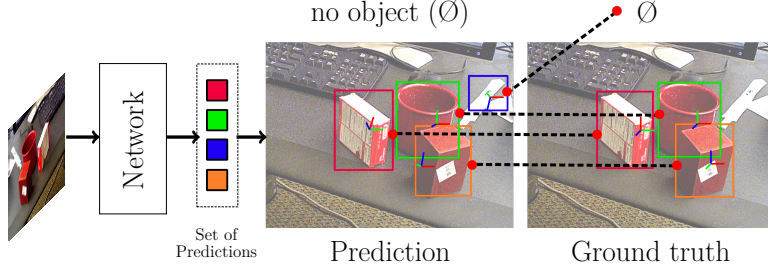 no object (Ø)
Ø
Network
Set of
Predictions
Prediction
Ground truth